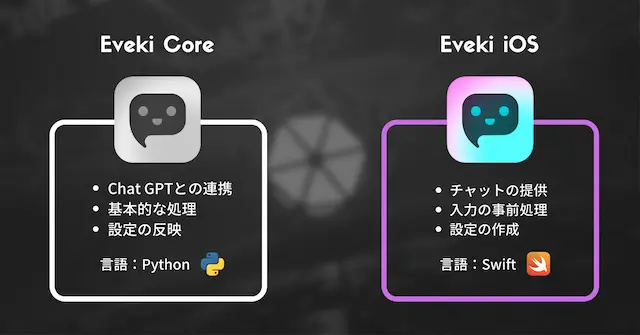 Eveki Core
Chat GPTとの連携
基本的な処理
設定の反映
言語：Python
Eveki iOS
チャットの提供
入力の事前処理
設定の作成
言語：Swift